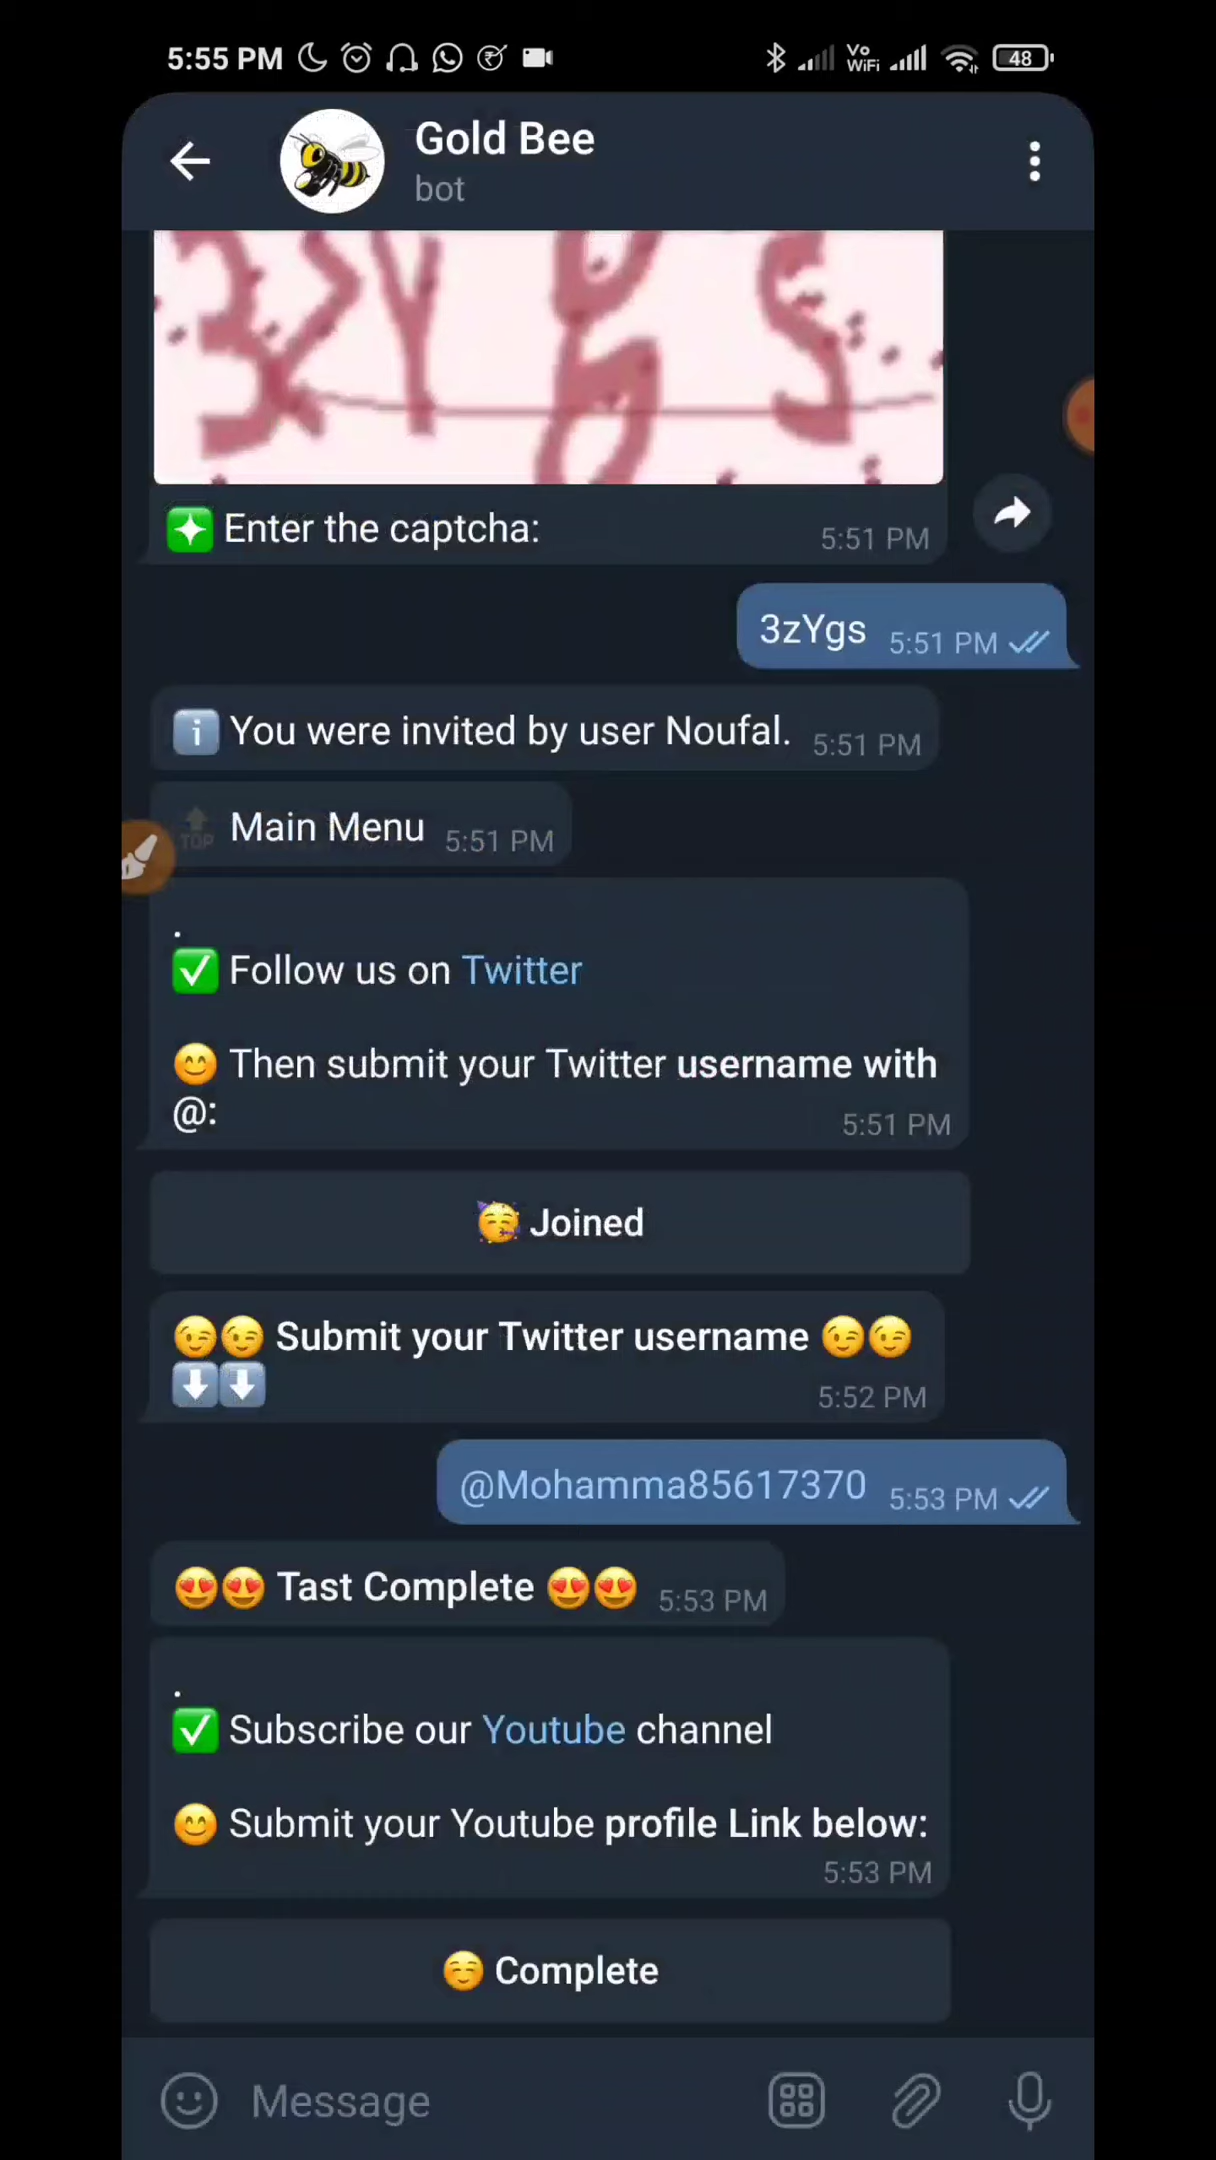 5:55 PM
Vo
WiFi
48
Gold Bee
bot
3zYgs
Enter the captcha:
5:51 PM
3zYgs 5:51 PM
You were invited by user Noufal. 5:51 PM
TOP Main Menu 5:51 PM
.
Follow us on Twitter
Then submit your Twitter username with
@:
5:51 PM
Joined
Submit your Twitter username
5:52 PM
@Mohamma85617370 5:53 PM
Tast Complete 5:53 PM
.
Subscribe our Youtube channel
Submit your Youtube profile Link below:
5:53 PM
Complete
Message